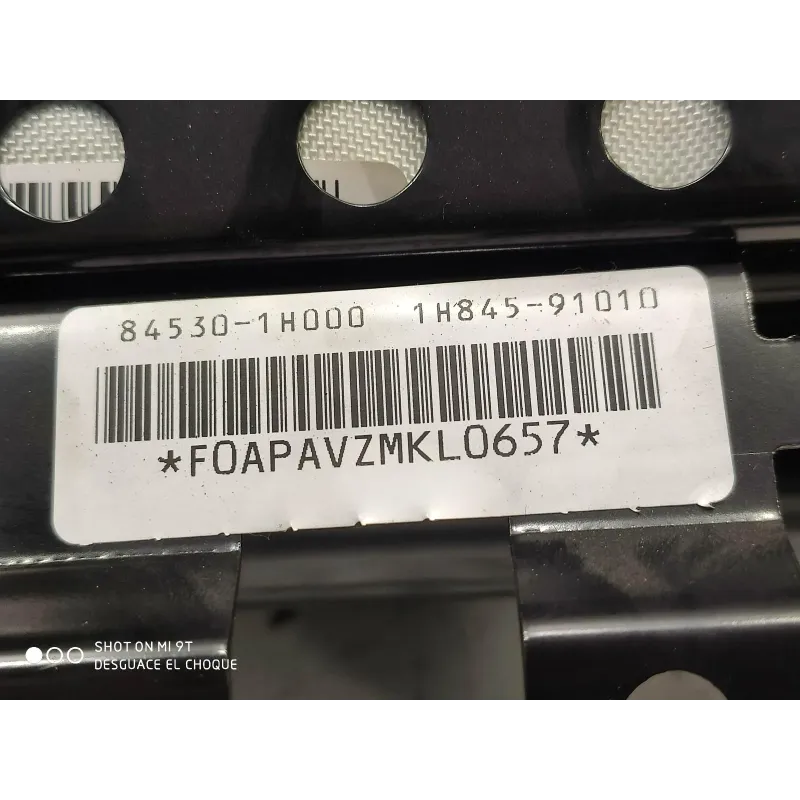 84530-1H000 1H845-91010
*F0APAVZMKL0657*
SHOT ON MI 9T
DESGUACE EL CHOQUE